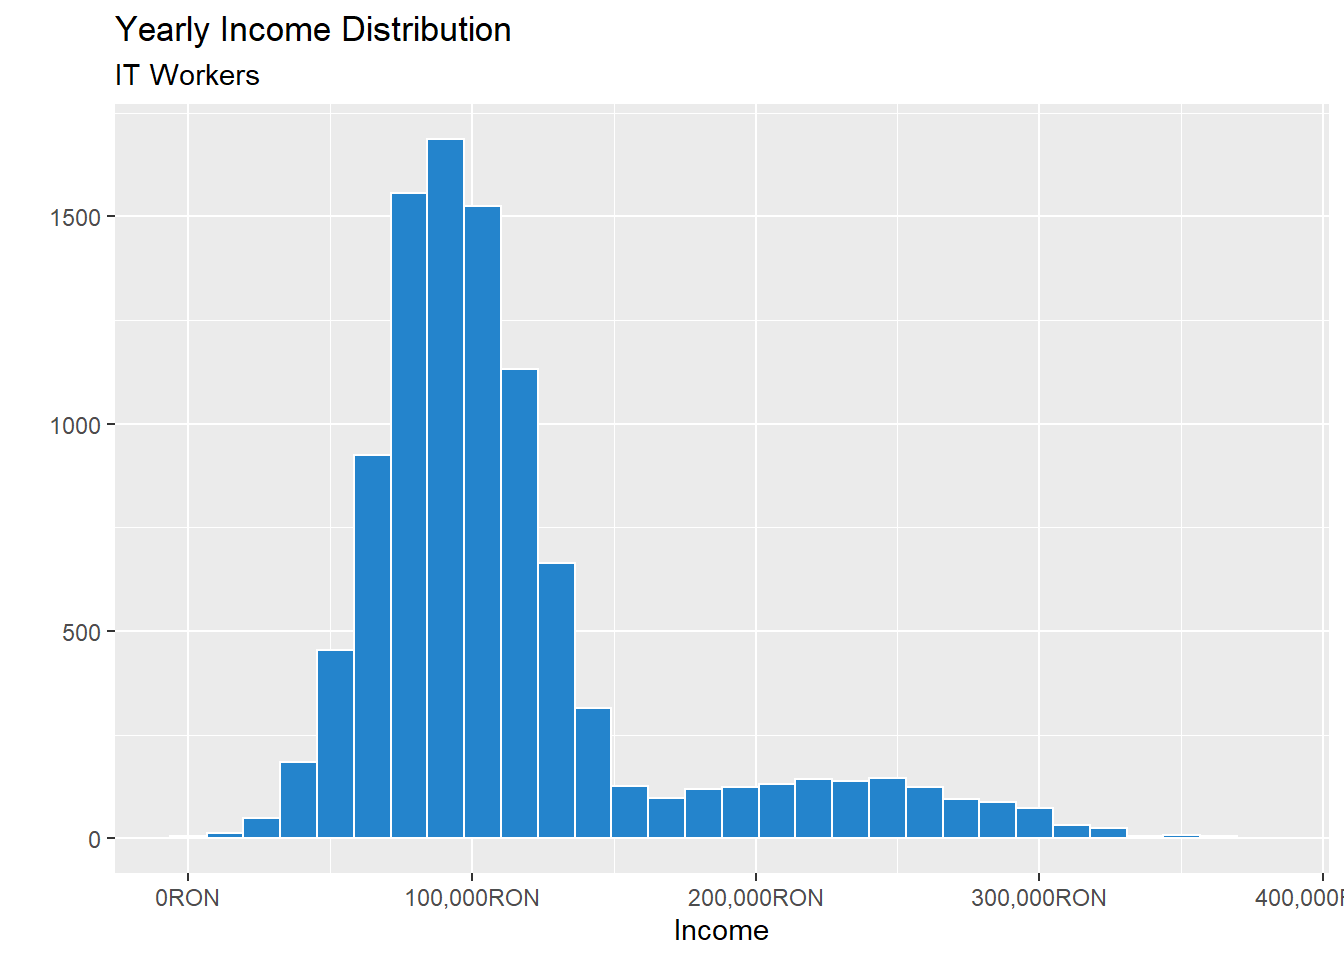 Yearly Income Distribution
IT Workers
1500
1000
500
0
0RON 100,000RON 200,000RON 300,000RON
Income